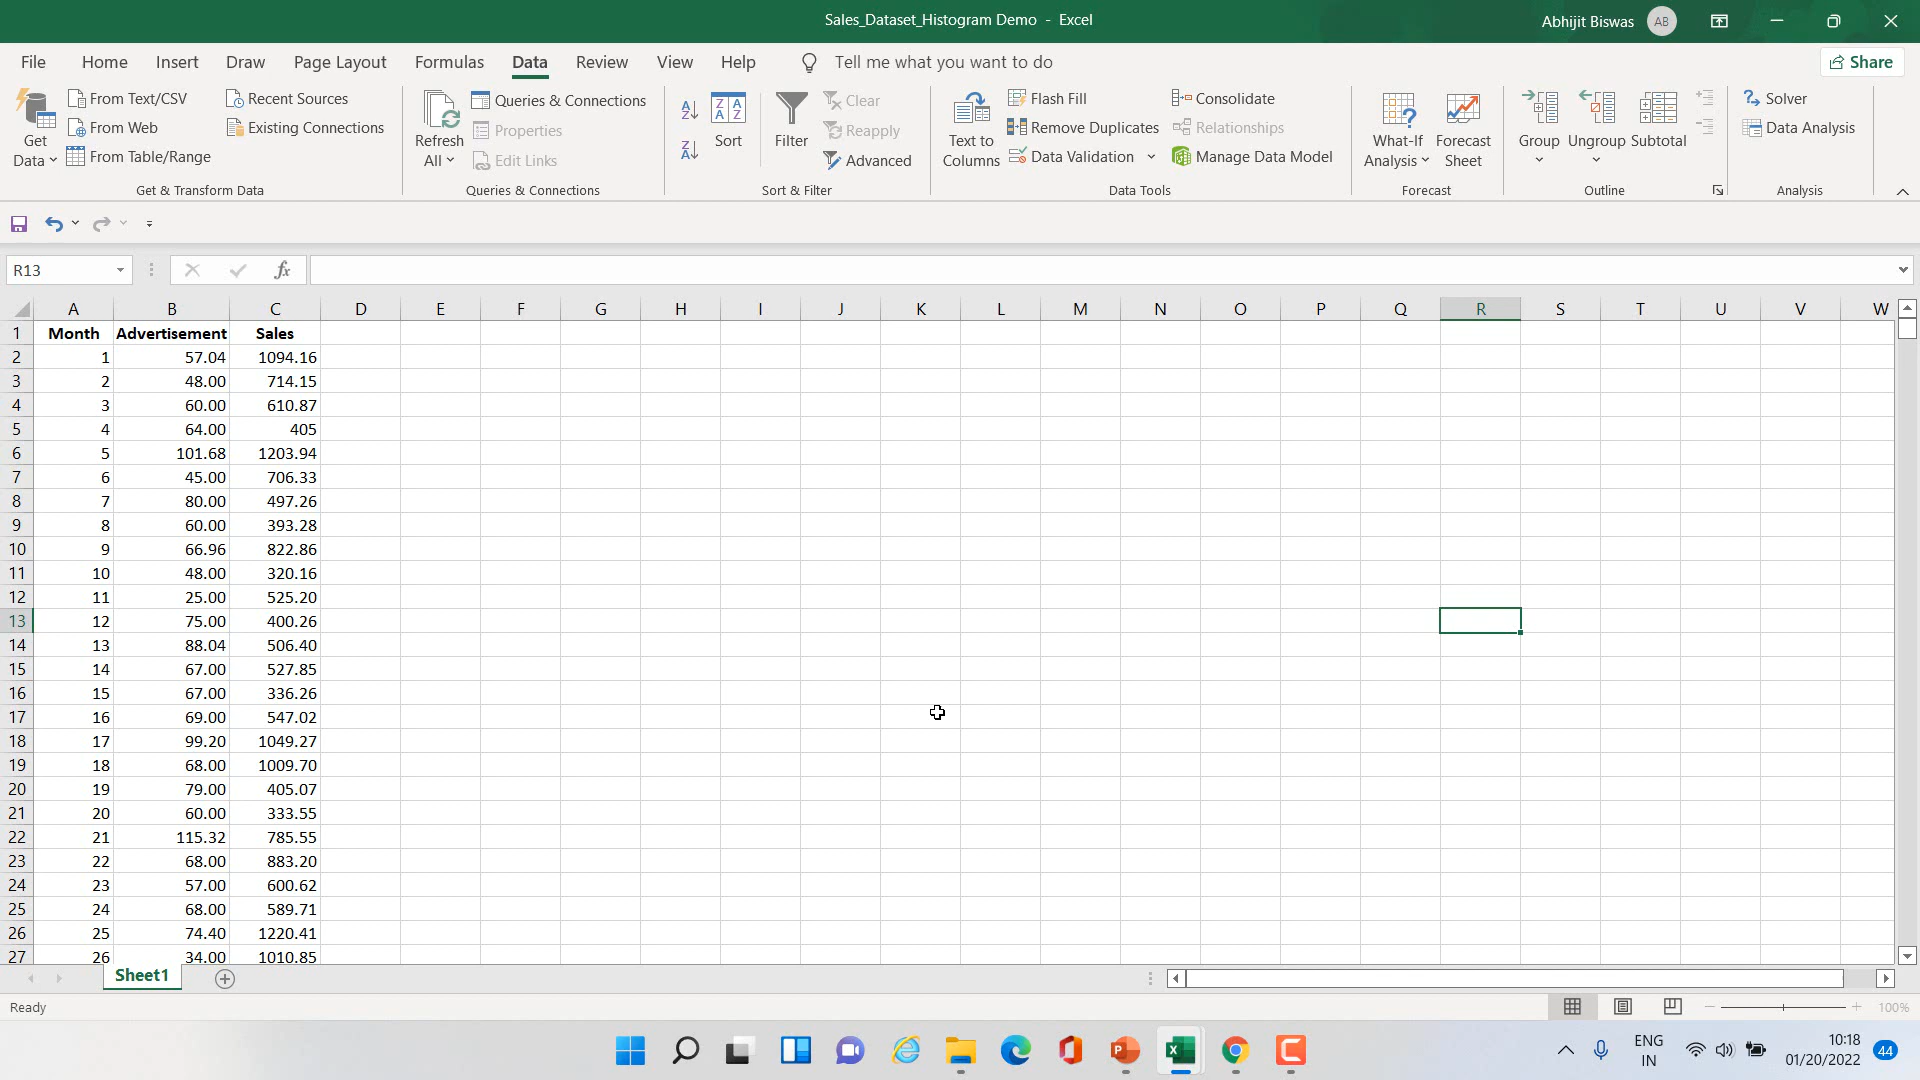 Sales_Dataset_Histogram Demo - Excel
Abhijit Biswas AB
File Home Insert Draw Page Layout Formulas Data Review View Help Tell me what you want to do Share
Get Data
From Text/CSV
From Web
From Table/Range
Recent Sources
Existing Connections
Get & Transform Data
Refresh All
Queries & Connections
Properties
Edit Links
Queries & Connections
Sort
Filter
Clear
Reapply
Advanced
Sort & Filter
Text to Columns
Flash Fill
Remove Duplicates
Data Validation
Consolidate
Relationships
Manage Data Model
Data Tools
What-If Analysis
Forecast Sheet
Forecast
Group
Ungroup
Subtotal
Outline
Solver
Data Analysis
Analysis
R13 fx
A B C D E F G H I J K L M N O P Q R S T U V W
1 Month Advertisement Sales
2 1 57.04 1094.16
3 2 48.00 714.15
4 3 60.00 610.87
5 4 64.00 405
6 5 101.68 1203.94
7 6 45.00 706.33
8 7 80.00 497.26
9 8 60.00 393.28
10 9 66.96 822.86
11 10 48.00 320.16
12 11 25.00 525.20
13 12 75.00 400.26
14 13 88.04 506.40
15 14 67.00 527.85
16 15 67.00 336.26
17 16 69.00 547.02
18 17 99.20 1049.27
19 18 68.00 1009.70
20 19 79.00 405.07
21 20 60.00 333.55
22 21 115.32 785.55
23 22 68.00 883.20
24 23 57.00 600.62
25 24 68.00 589.71
26 25 74.40 1220.41
27 26 34.00 1010.85
Sheet1
Ready
100%
ENG
IN
10:18
01/20/2022
44